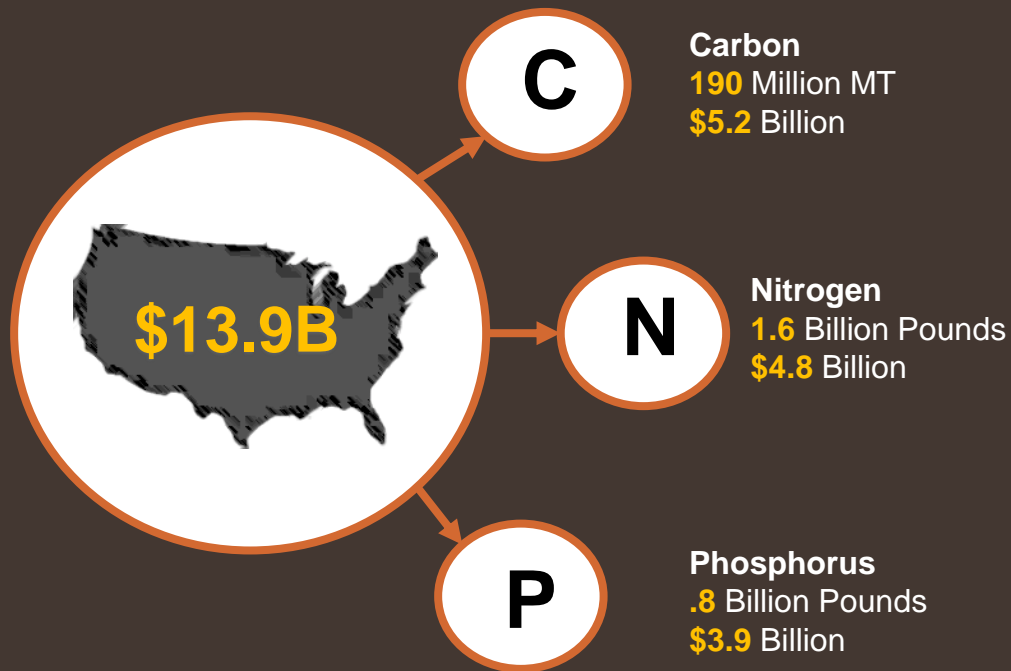 C
Carbon
190 Million MT
$5.2 Billion
$13.9B
N
Nitrogen
1.6 Billion Pounds
$4.8 Billion
P
Phosphorus
.8 Billion Pounds
$3.9 Billion